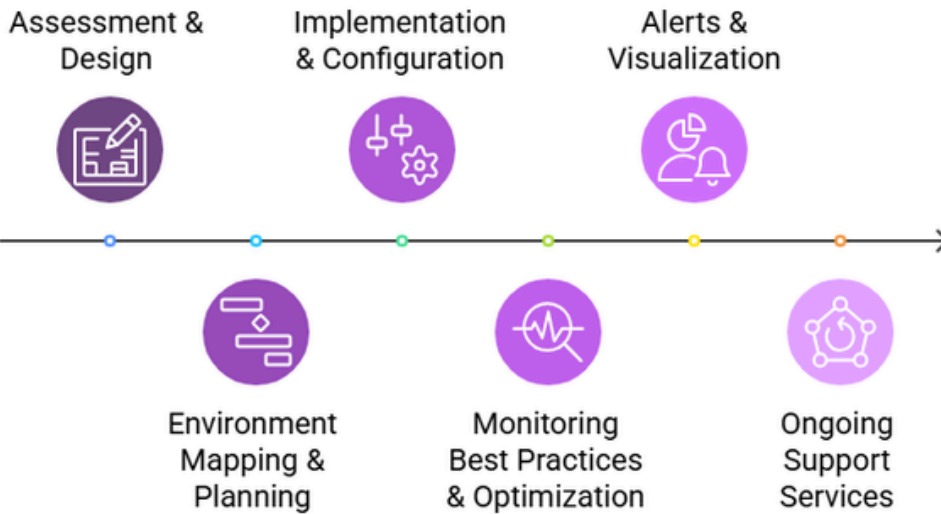 Assessment &
Design
Implementation
& Configuration
Alerts &
Visualization
Environment
Mapping &
Planning
Monitoring
Best Practices
& Optimization
Ongoing
Support
Services